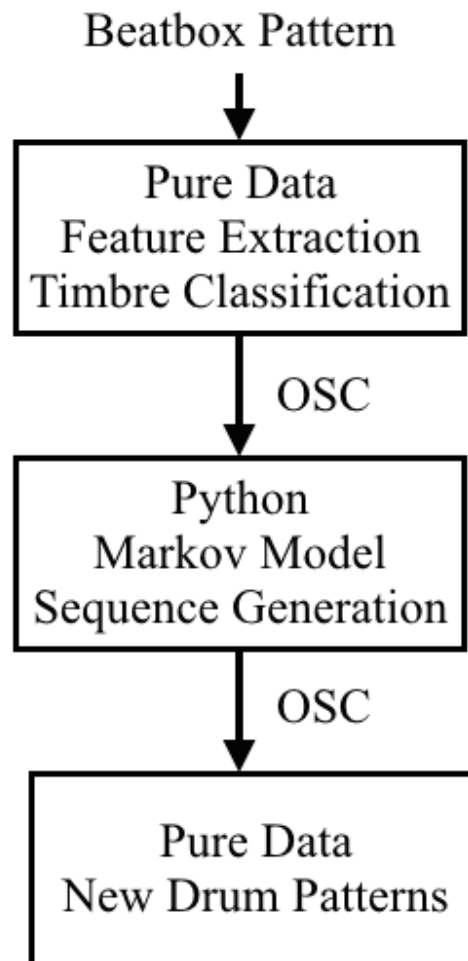 Beatbox Pattern
Pure Data
Feature Extraction
Timbre Classification
OSC
Python
Markov Model
Sequence Generation
OSC
Pure Data
New Drum Patterns